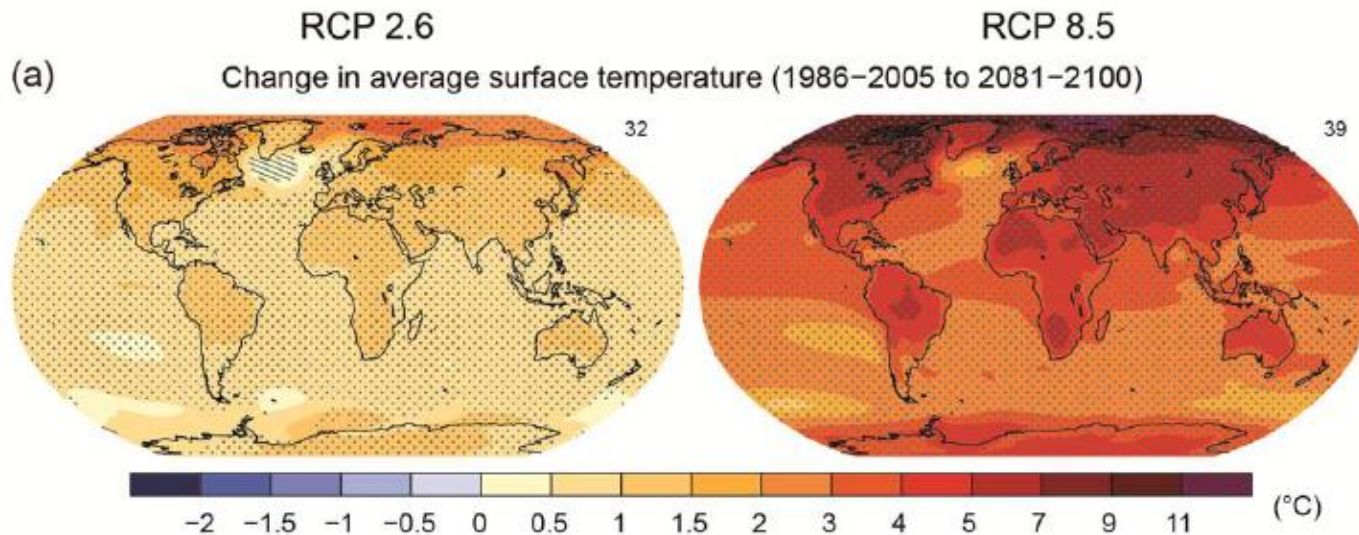 RCP 2.6 RCP 8.5
(a) Change in average surface temperature (1986−2005 to 2081−2100)
32 39
−2 −1.5 −1 −0.5 0 0.5 1 1.5 2 3 4 5 7 9 11 (°C)